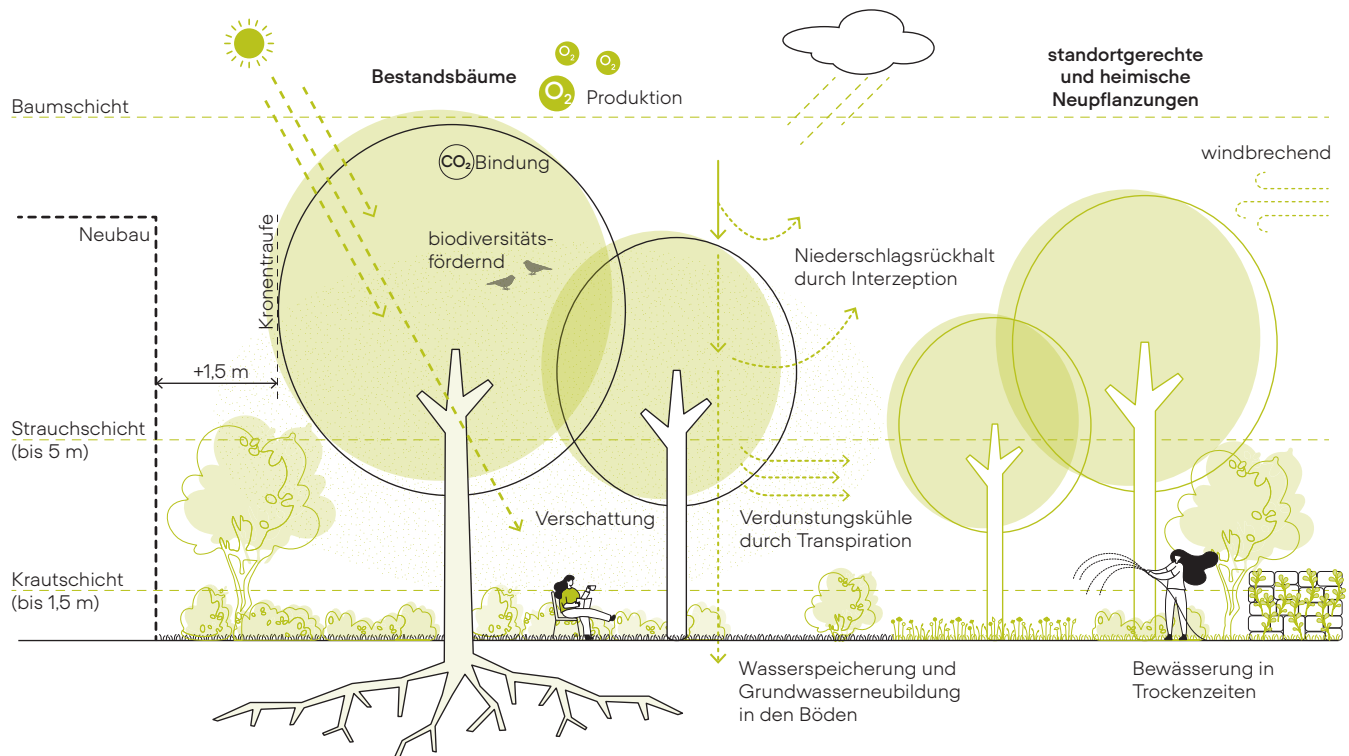 Bestandsbäume
O₂
O₂
O₂ Produktion
standortgerechte
und heimische
Neupflanzungen
Baumschicht
CO₂ Bindung
windbrechend
Neubau
Kronentraufe
biodiversitäts-
fördernd
Niederschlagsrückhalt
durch Interzeption
+1,5 m
Strauchschicht
(bis 5 m)
Verschattung
Verdunstungskühle
durch Transpiration
Krautschicht
(bis 1,5 m)
Wasserspeicherung und
Grundwasserneubildung
in den Böden
Bewässerung in
Trockenzeiten